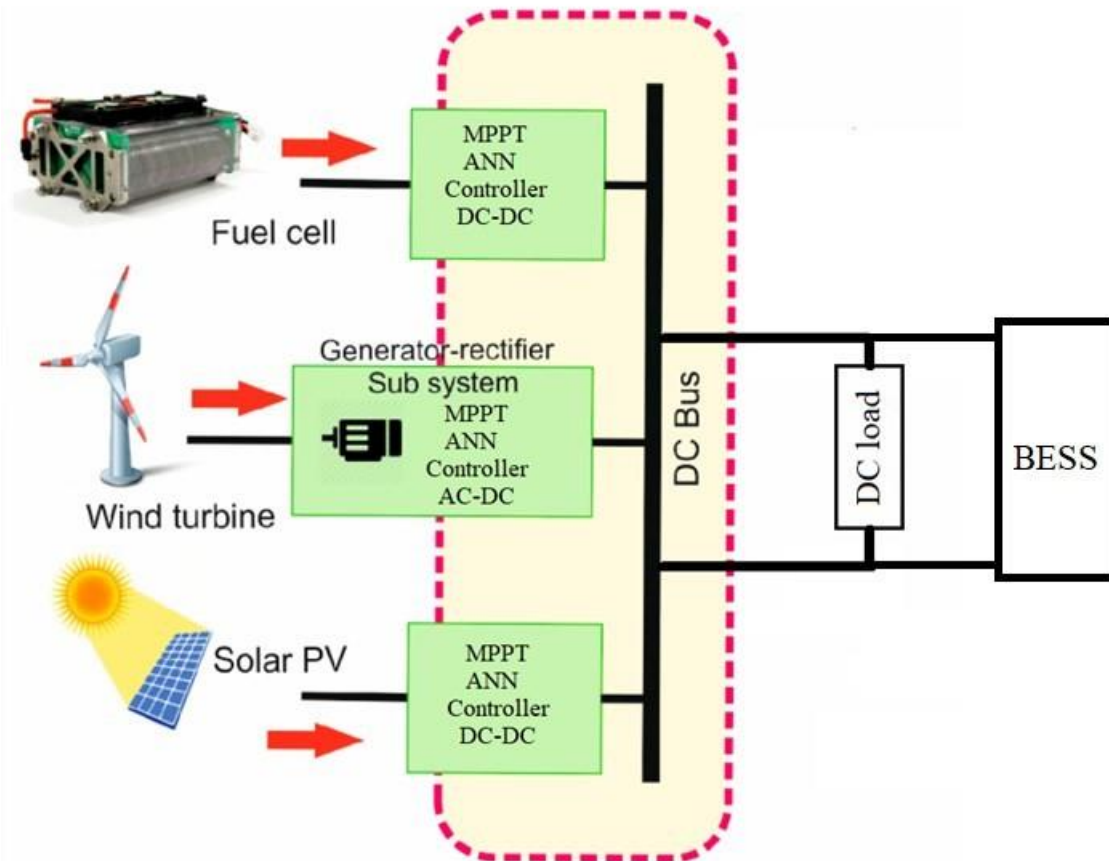 MPPT
ANN
Controller
DC-DC
Fuel cell
Generator-rectifier
Sub system
MPPT
ANN
Controller
AC-DC
Wind turbine
DC Bus
DC load
BESS
Solar PV
MPPT
ANN
Controller
DC-DC